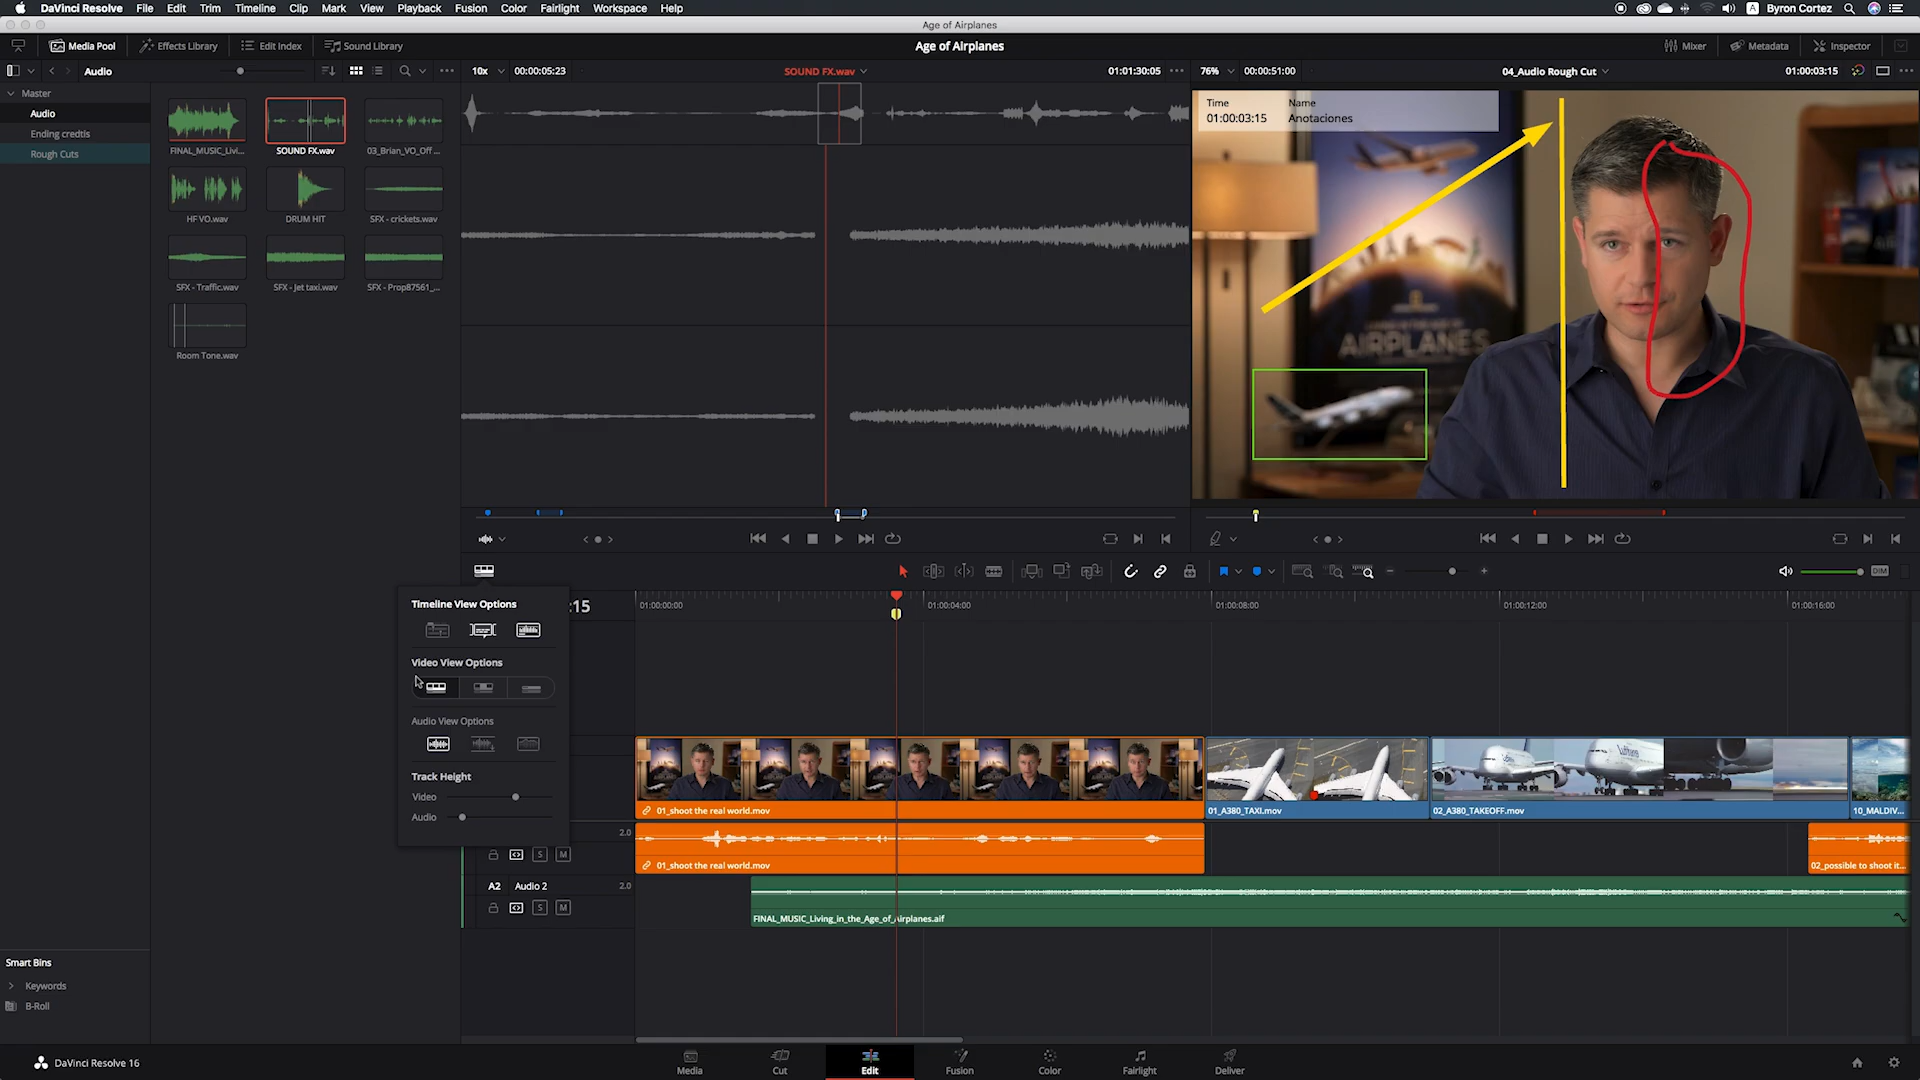 DaVinci Resolve File Edit Trim Timeline Clip Mark View Playback Fusion Color Fairlight Workspace Help
A Byron Cortez
Age of Airplanes
Media Pool Effects Library Edit Index Sound Library
Age of Airplanes
Mixer Metadata Inspector
Audio
10x 00:00:05:23 SOUND FX.wav 01:01:30:05
76% 00:00:51:00 04_Audio Rough Cut 01:00:03:15
Master
Audio
Ending credtis
Rough Cuts
FINAL_MUSIC_Livi... SOUND FX.wav 03_Brian_VO_Off ...
HF VO.wav DRUM HIT SFX - crickets.wav
SFX - Traffic.wav SFX - Jet taxi.wav SFX - Prop87561_...
Room Tone.wav
Time Name
01:00:03:15 Anotaciones
AIRPLANES
DIM
Timeline View Options
:15
Video View Options
Audio View Options
Track Height
Video
Audio
01:00:00:00 01:00:04:00 01:00:08:00 01:00:12:00 01:00:16:00
01_shoot the real world.mov 01_A380_TAXI.mov 02_A380_TAKEOFF.mov 10_MALDIV...
2.0
S M
01_shoot the real world.mov 02_possible to shoot it...
A2 Audio 2 2.0
S M
FINAL_MUSIC_Living_in_the_Age_of_Airplanes.aif
Smart Bins
Keywords
B-Roll
DaVinci Resolve 16
Media Cut Edit Fusion Color Fairlight Deliver